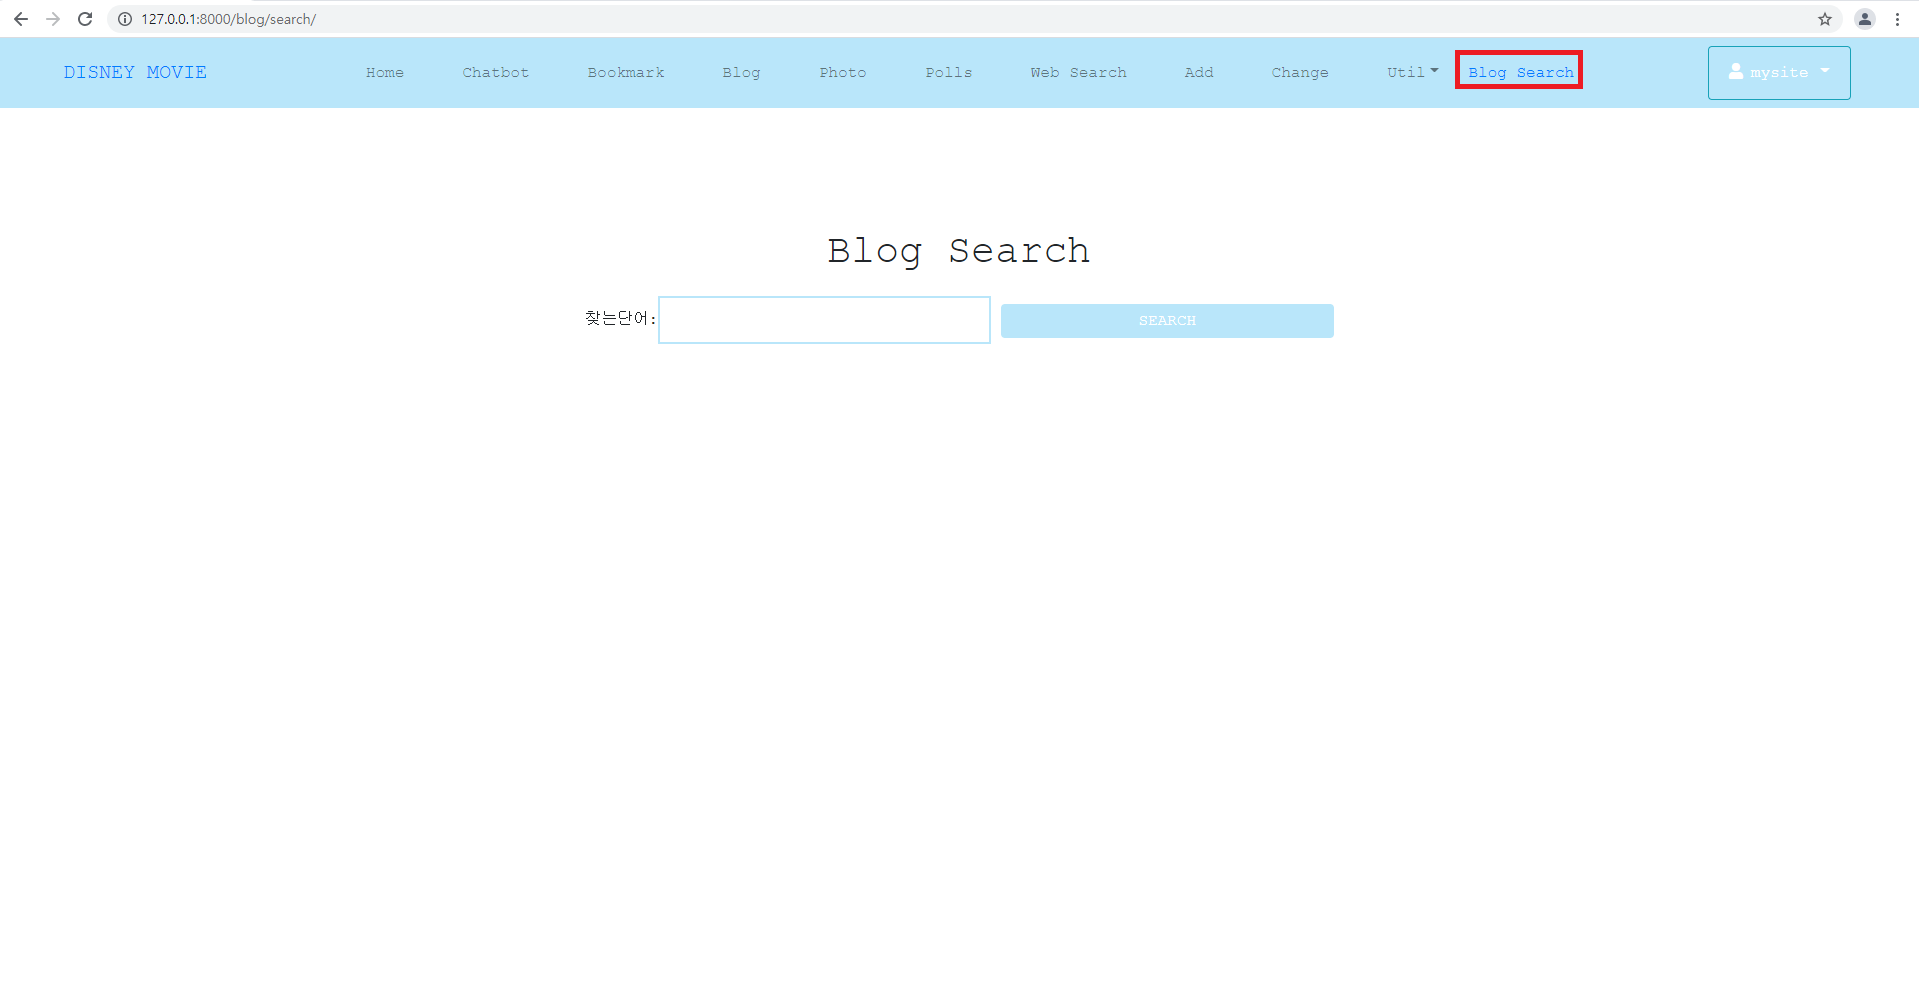 127.0.0.1:8000/blog/search/
DISNEY MOVIE Home Chatbot Bookmark Blog Photo Polls Web Search Add Change Util Blog Search mysite
Blog Search
찾는단어: SEARCH